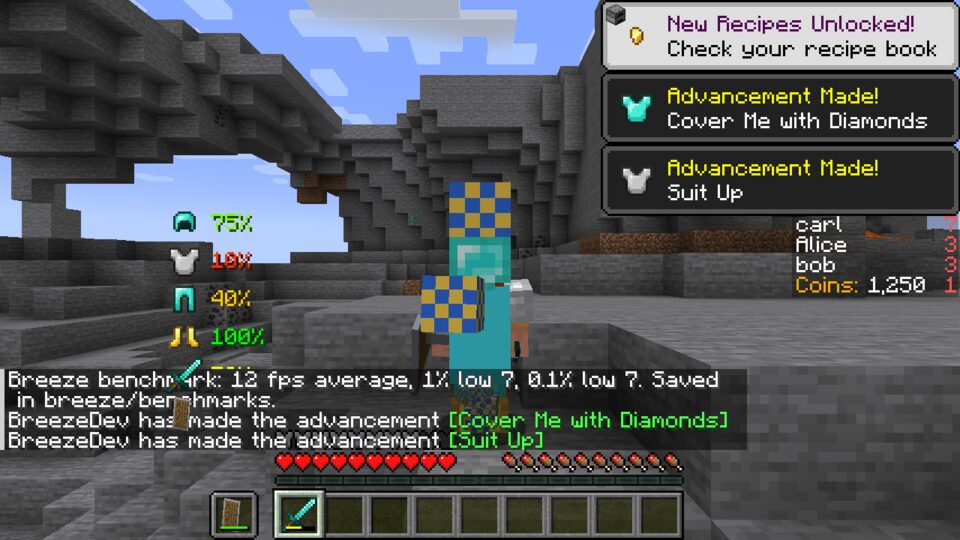 New Recipes Unlocked!
Check your recipe book
Advancement Made!
Cover Me with Diamonds
Advancement Made!
Suit Up
carl 7
Alice 3
bob 3
Coins: 1,250 1
75%
10%
40%
100%
Breeze benchmark: 12 fps average, 1% low 7, 0.1% low 7. Saved
in breeze/benchmarks.
BreezeDev has made the advancement [Cover Me with Diamonds]
BreezeDev has made the advancement [Suit Up]